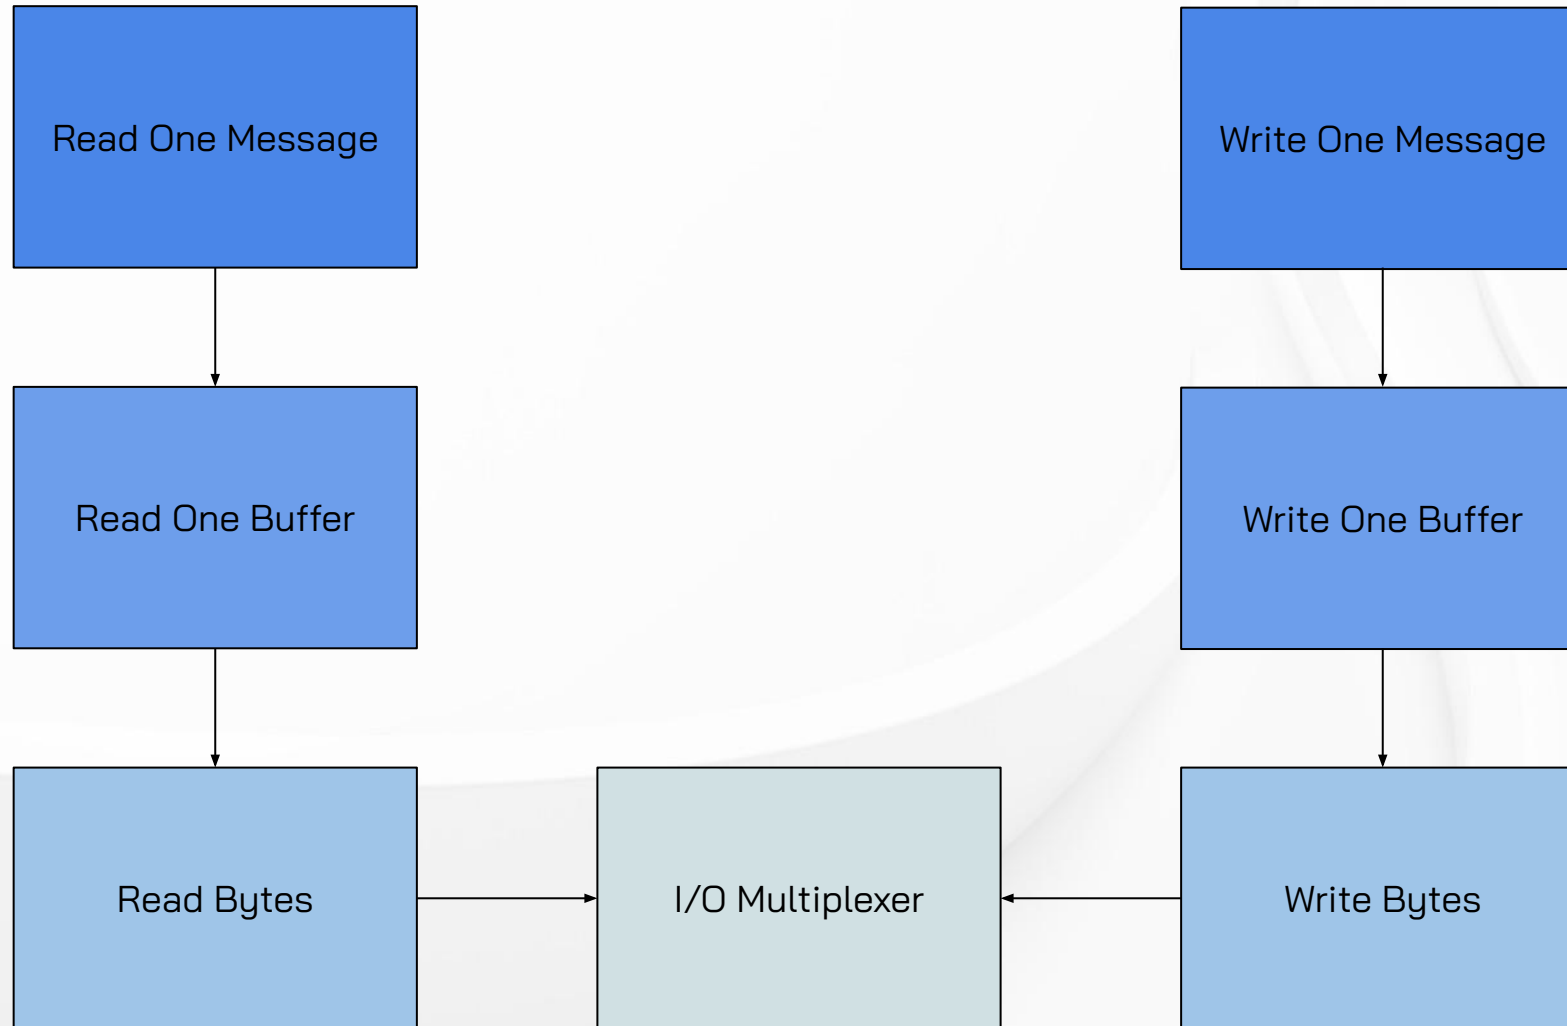 Read One Message
Write One Message
Read One Buffer
Write One Buffer
Read Bytes
I/O Multiplexer
Write Bytes